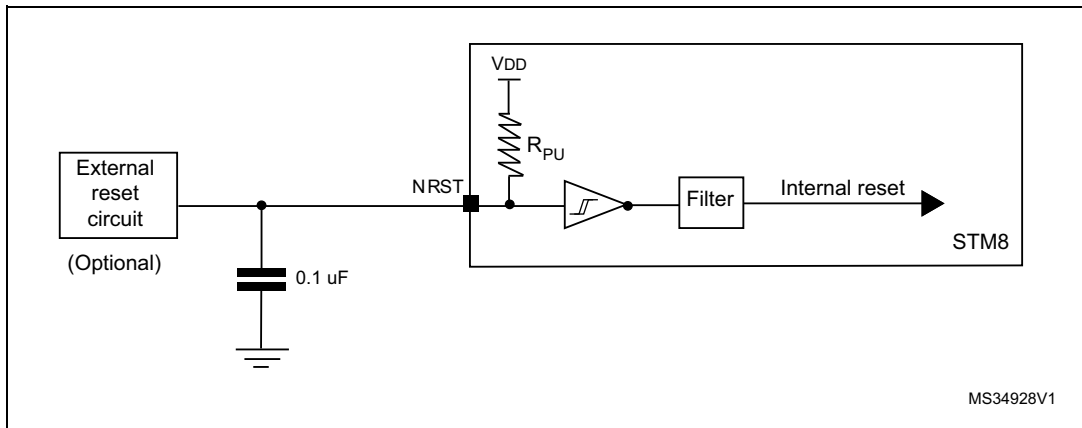 VDD
RPU
External
reset
circuit
(Optional)
NRST
Filter
Internal reset
STM8
0.1 uF
MS34928V1